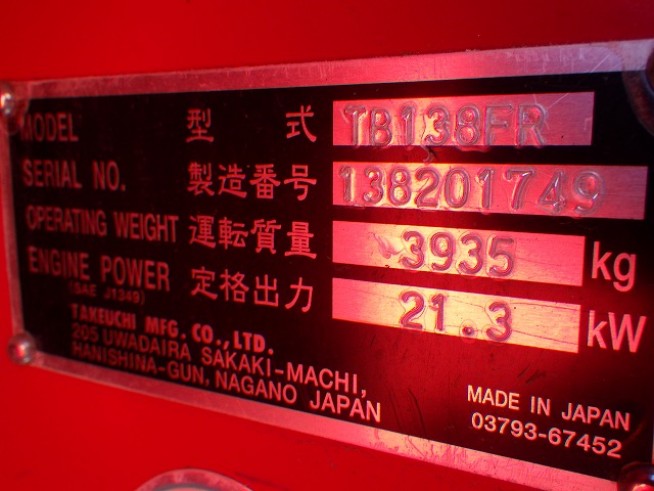 MODEL 型式 TB138FR
SERIAL NO. 製造番号 138201749
OPERATING WEIGHT 運転質量 3935 kg
ENGINE POWER 定格出力 21.3 kW
(SAE J1349)
TAKEUCHI MFG. CO.,LTD.
205 UWADAIRA SAKAKI-MACHI,
HANISHINA-GUN, NAGANO JAPAN
MADE IN JAPAN
03793-67452